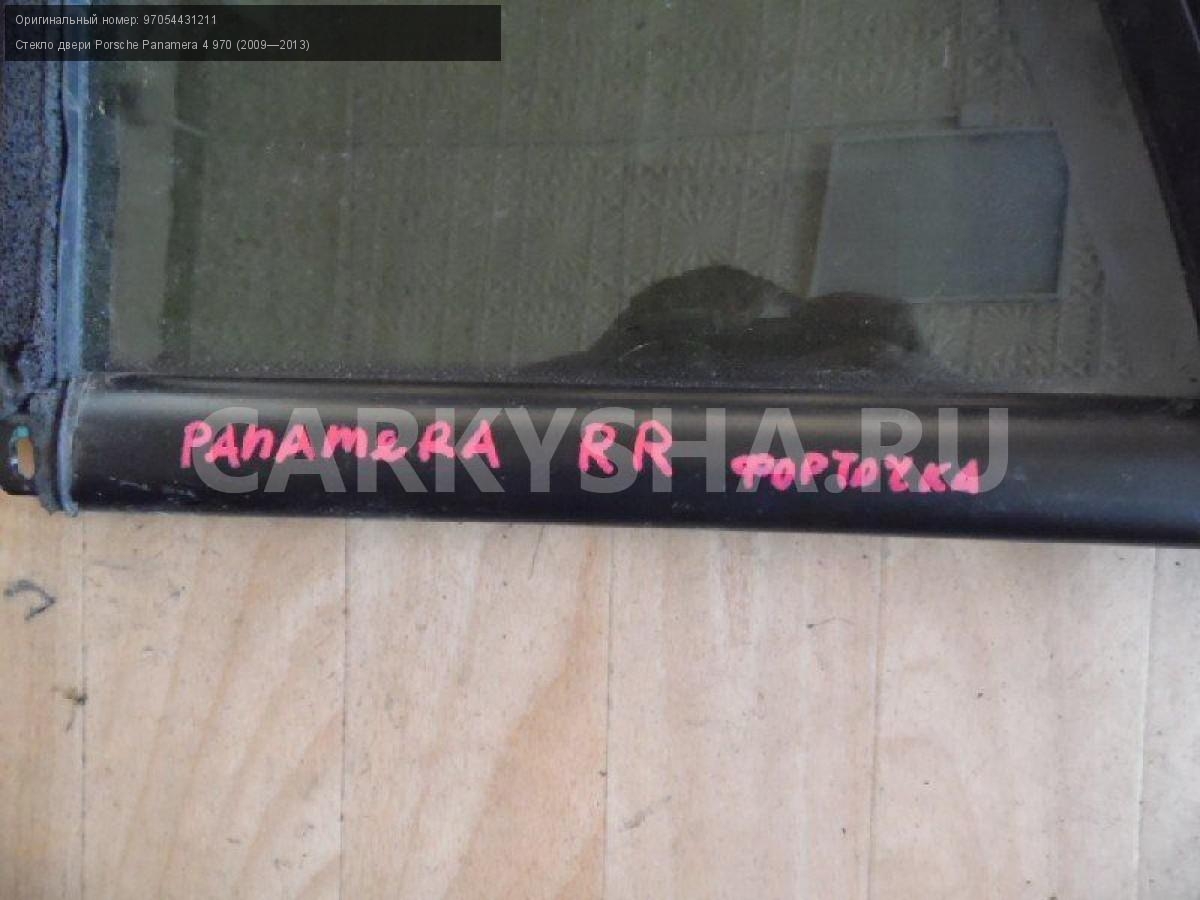 Оригинальный номер: 97054431211
Стекло двери Porsche Panamera 4 970 (2009—2013)
CARKYSHA.RU
PAnAmeRA RR ФОРТОЧКА